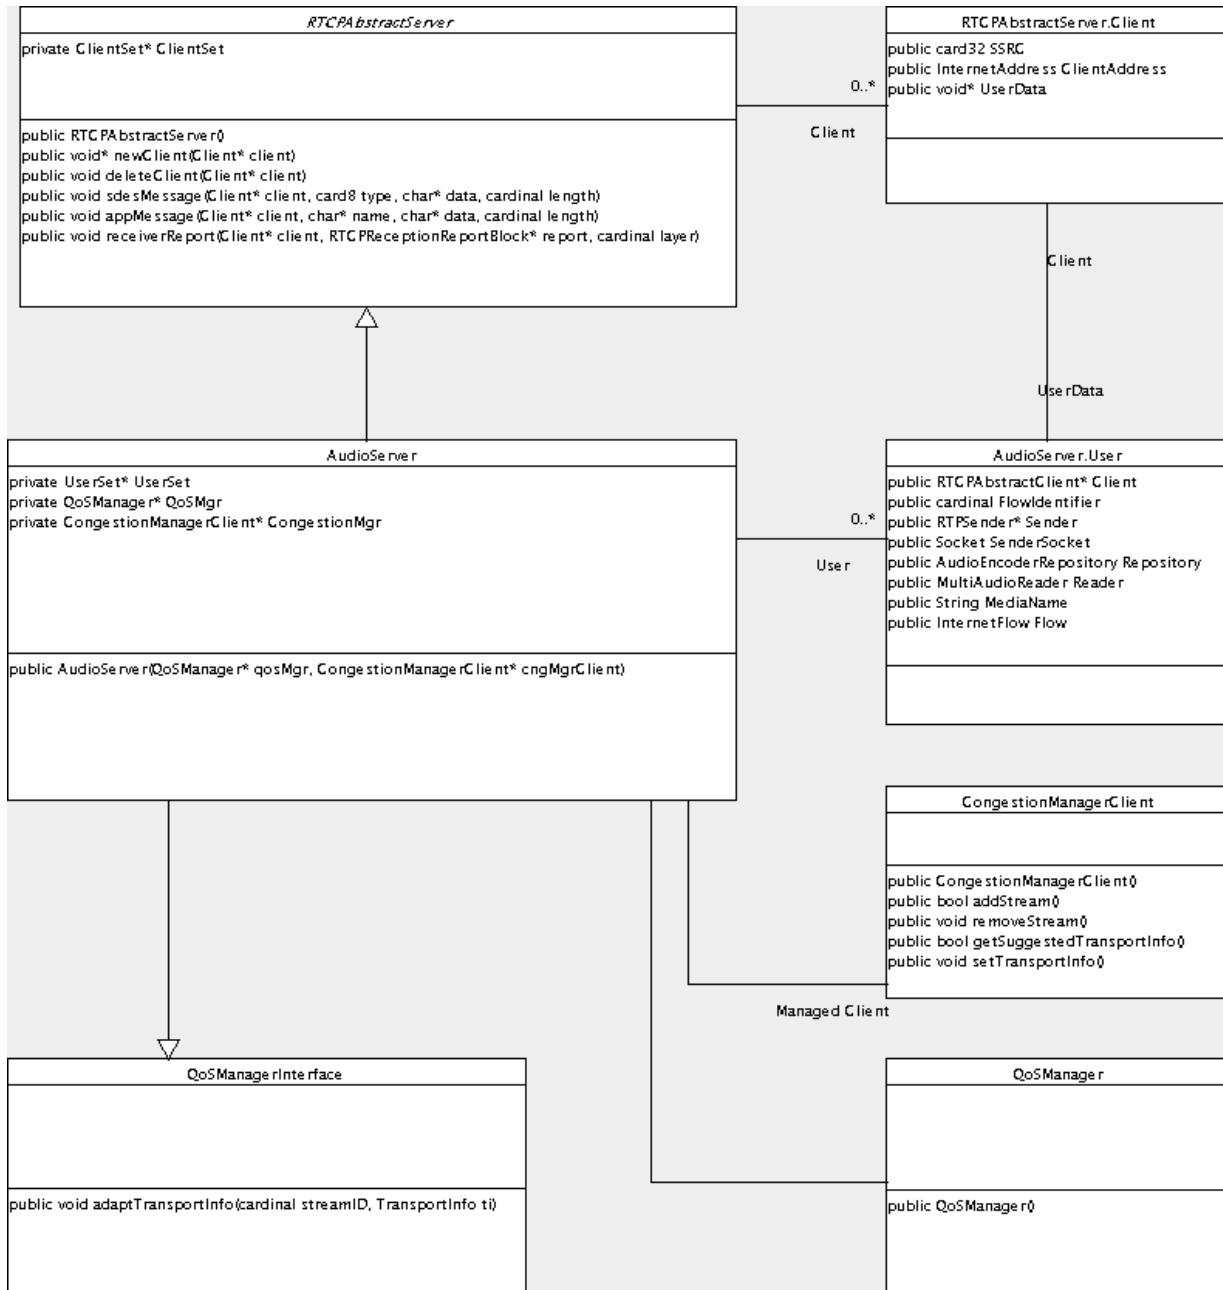 RTCPAbstractServer
private ClientSet* ClientSet
public RTCPAbstractServer()
public void* newClient(Client* client)
public void deleteClient(Client* client)
public void sdesMessage(Client* client, card8 type, char* data, cardinal length)
public void appMessage(Client* client, char* name, char* data, cardinal length)
public void receiverReport(Client* client, RTCPReceptionReportBlock* report, cardinal layer)
0..*
Client
RTCPAbstractServer.Client
public card32 SSRC
public InternetAddress ClientAddress
public void* UserData
Client
UserData
AudioServer
private UserSet* UserSet
private QoSManager* QoSMgr
private CongestionManagerClient* CongestionMgr
public AudioServer(QoSManager* qosMgr, CongestionManagerClient* cngMgrClient)
0..*
User
AudioServer.User
public RTCPAbstractClient* Client
public cardinal FlowIdentifier
public RTPSender* Sender
public Socket SenderSocket
public AudioEncoderRepository Repository
public MultiAudioReader Reader
public String MediaName
public InternetFlow Flow
CongestionManagerClient
public CongestionManagerClient()
public bool addStream()
public void removeStream()
public bool getSuggestedTransportInfo()
public void setTransportInfo()
Managed Client
QoSManagerInterface
public void adaptTransportInfo(cardinal streamID, TransportInfo ti)
QoSManager
public QoSManager()